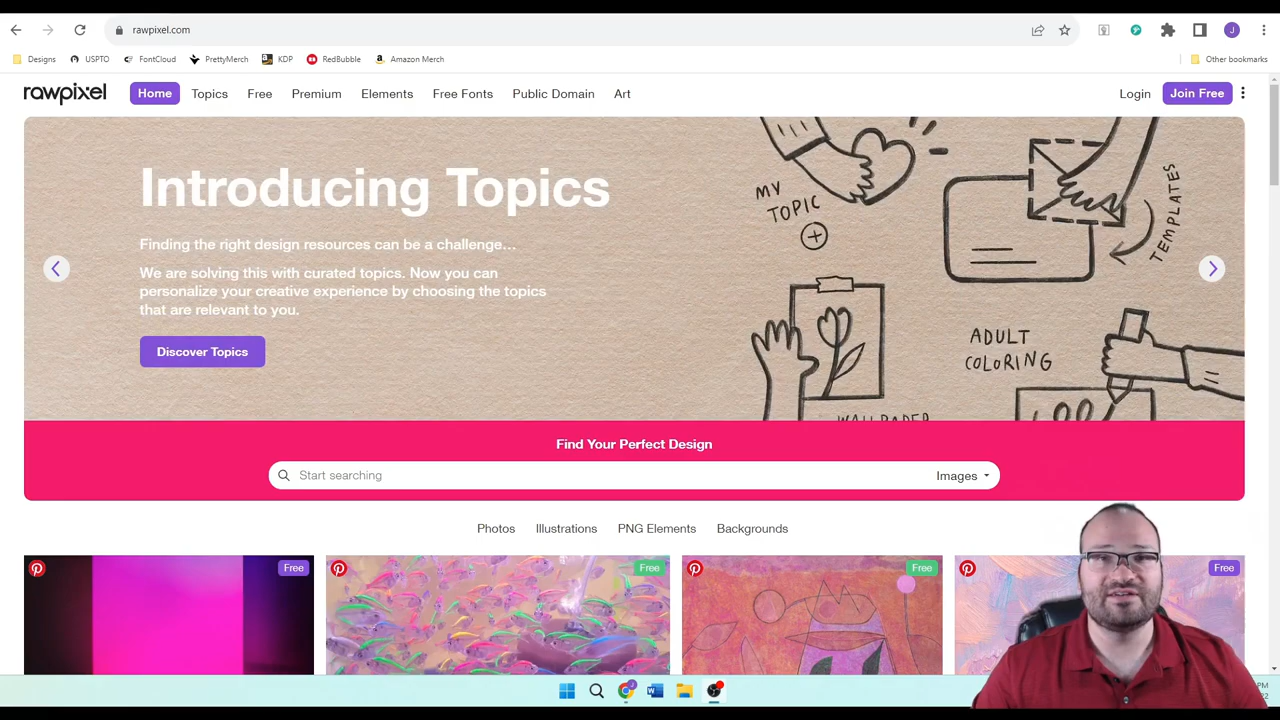 rawpixel.com
J
Designs
USPTO
FontCloud
PrettyMerch
KDP
RedBubble
Amazon Merch
Other bookmarks
rawpixel
Home
Topics
Free
Premium
Elements
Free Fonts
Public Domain
Art
Login
Join Free
Introducing Topics
Finding the right design resources can be a challenge...
We are solving this with curated topics. Now you can
personalize your creative experience by choosing the topics
that are relevant to you.
Discover Topics
MY
TOPIC
TEMPLATES
ADULT
COLORING
WALLPAPER
Find Your Perfect Design
Start searching
Images
Photos
Illustrations
PNG Elements
Backgrounds
Free
Free
Free
Free
PM